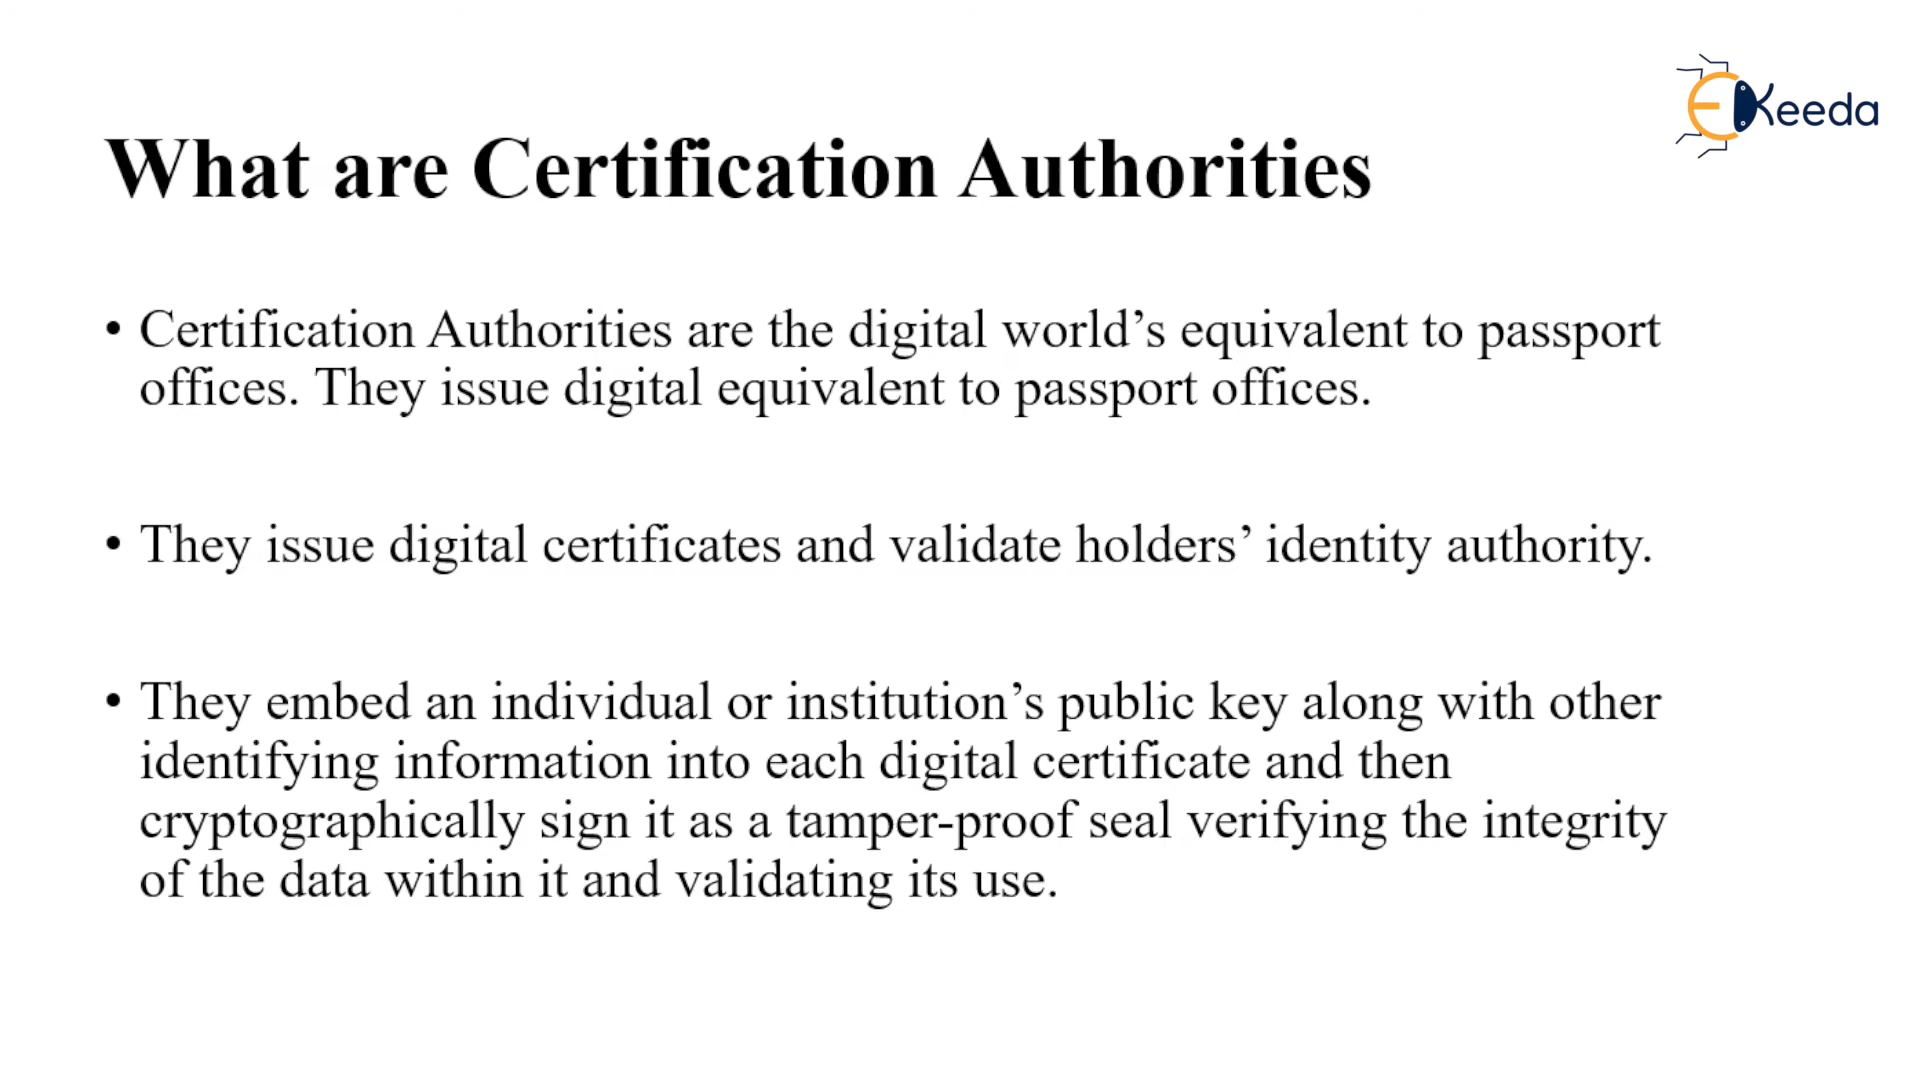 EKeeda
What are Certification Authorities
• Certification Authorities are the digital world’s equivalent to passport
offices. They issue digital equivalent to passport offices.
• They issue digital certificates and validate holders’ identity authority.
• They embed an individual or institution’s public key along with other
identifying information into each digital certificate and then
cryptographically sign it as a tamper-proof seal verifying the integrity
of the data within it and validating its use.